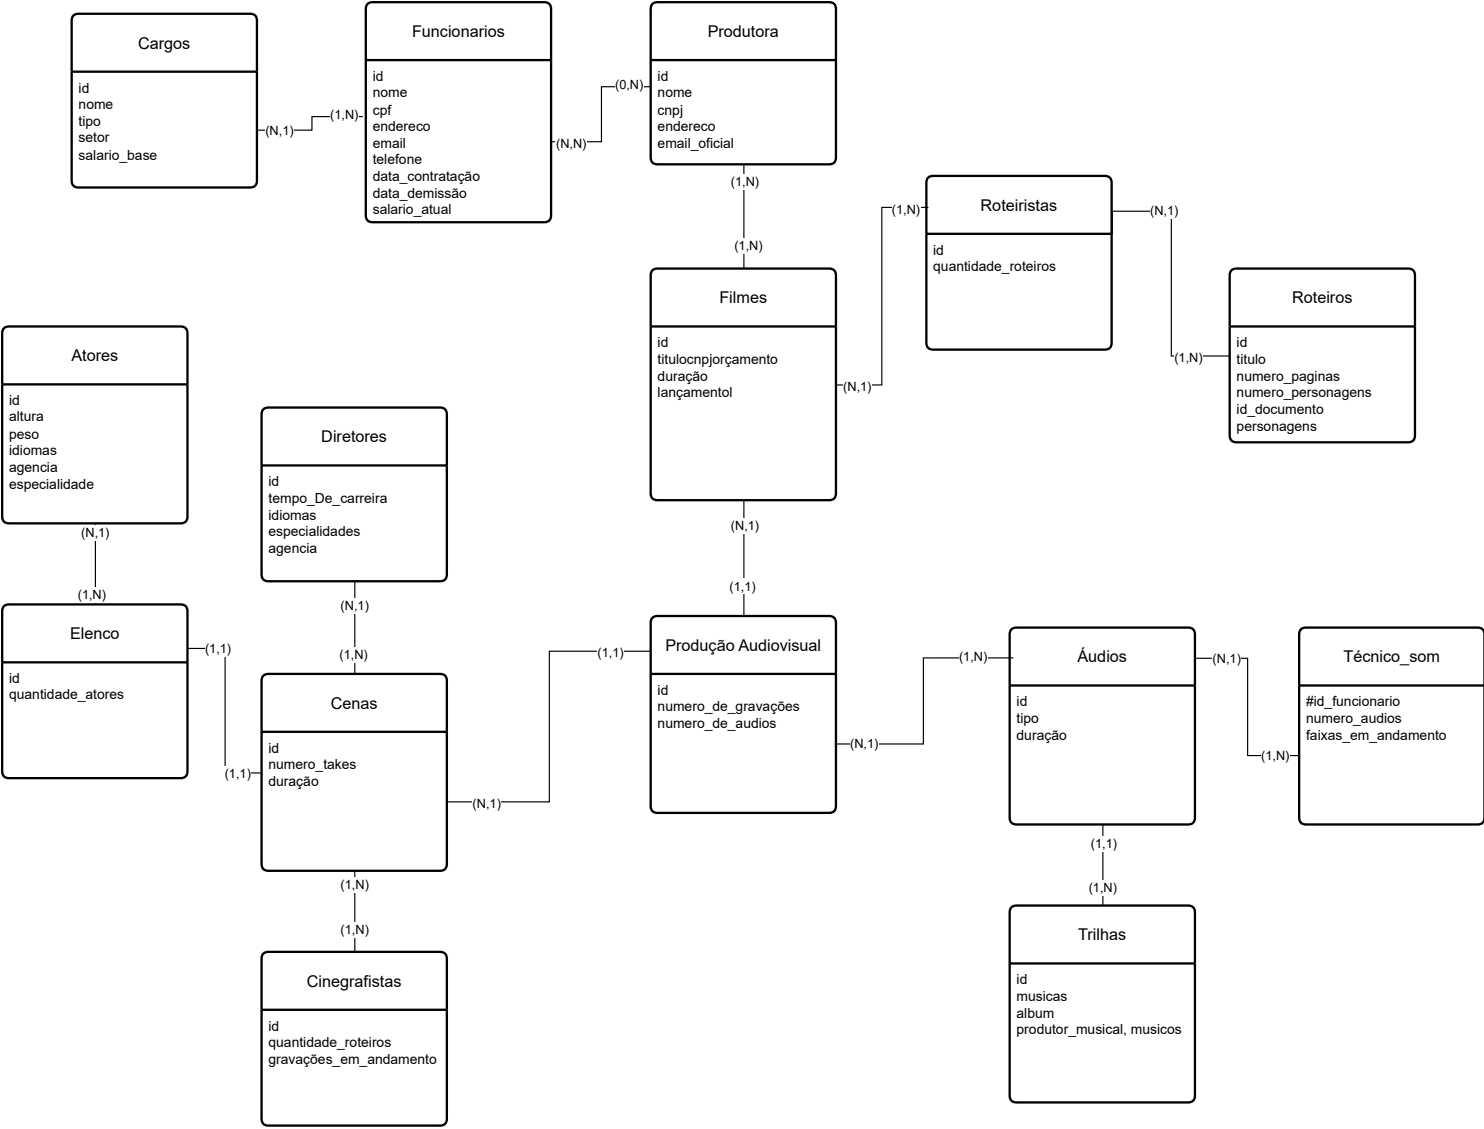 Cargos
id
nome
tipo
setor
salario_base
(N,1)
(1,N)
Funcionarios
id
nome
cpf
endereco
email
telefone
data_contratação
data_demissão
salario_atual
(N,N)
(0,N)
Produtora
id
nome
cnpj
endereco
email_oficial
(1,N)
(1,N)
Filmes
id
titulocnpjorçamento
duração
lançamentol
(N,1)
(1,N)
Roteiristas
id
quantidade_roteiros
(N,1)
(1,N)
Roteiros
id
titulo
numero_paginas
numero_personagens
id_documento
personagens
Atores
id
altura
peso
idiomas
agencia
especialidade
(N,1)
(1,N)
Elenco
id
quantidade_atores
(1,1)
(1,1)
Diretores
id
tempo_De_carreira
idiomas
especialidades
agencia
(N,1)
(1,N)
Cenas
id
numero_takes
duração
(N,1)
(1,1)
(1,N)
(1,N)
Cinegrafistas
id
quantidade_roteiros
gravações_em_andamento
(N,1)
(1,1)
Produção Audiovisual
id
numero_de_gravações
numero_de_audios
(N,1)
(1,N)
Áudios
id
tipo
duração
(N,1)
(1,N)
Técnico_som
#id_funcionario
numero_audios
faixas_em_andamento
(1,1)
(1,N)
Trilhas
id
musicas
album
produtor_musical, musicos